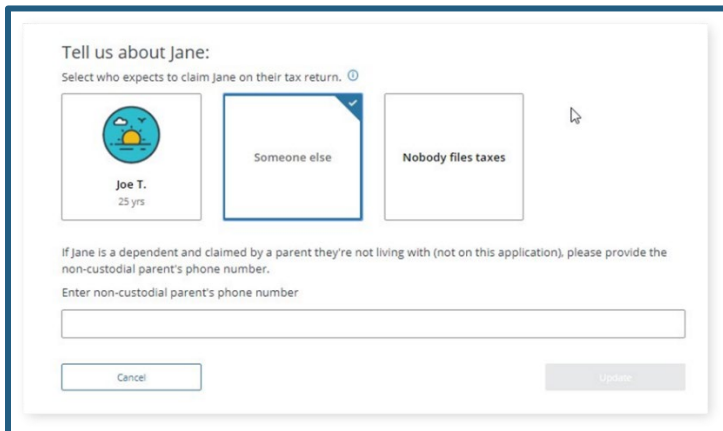 Tell us about Jane:
Select who expects to claim Jane on their tax return.
Joe T.
25 yrs
Someone else
Nobody files taxes
If Jane is a dependent and claimed by a parent they're not living with (not on this application), please provide the
non-custodial parent's phone number.
Enter non-custodial parent's phone number
Cancel
Update